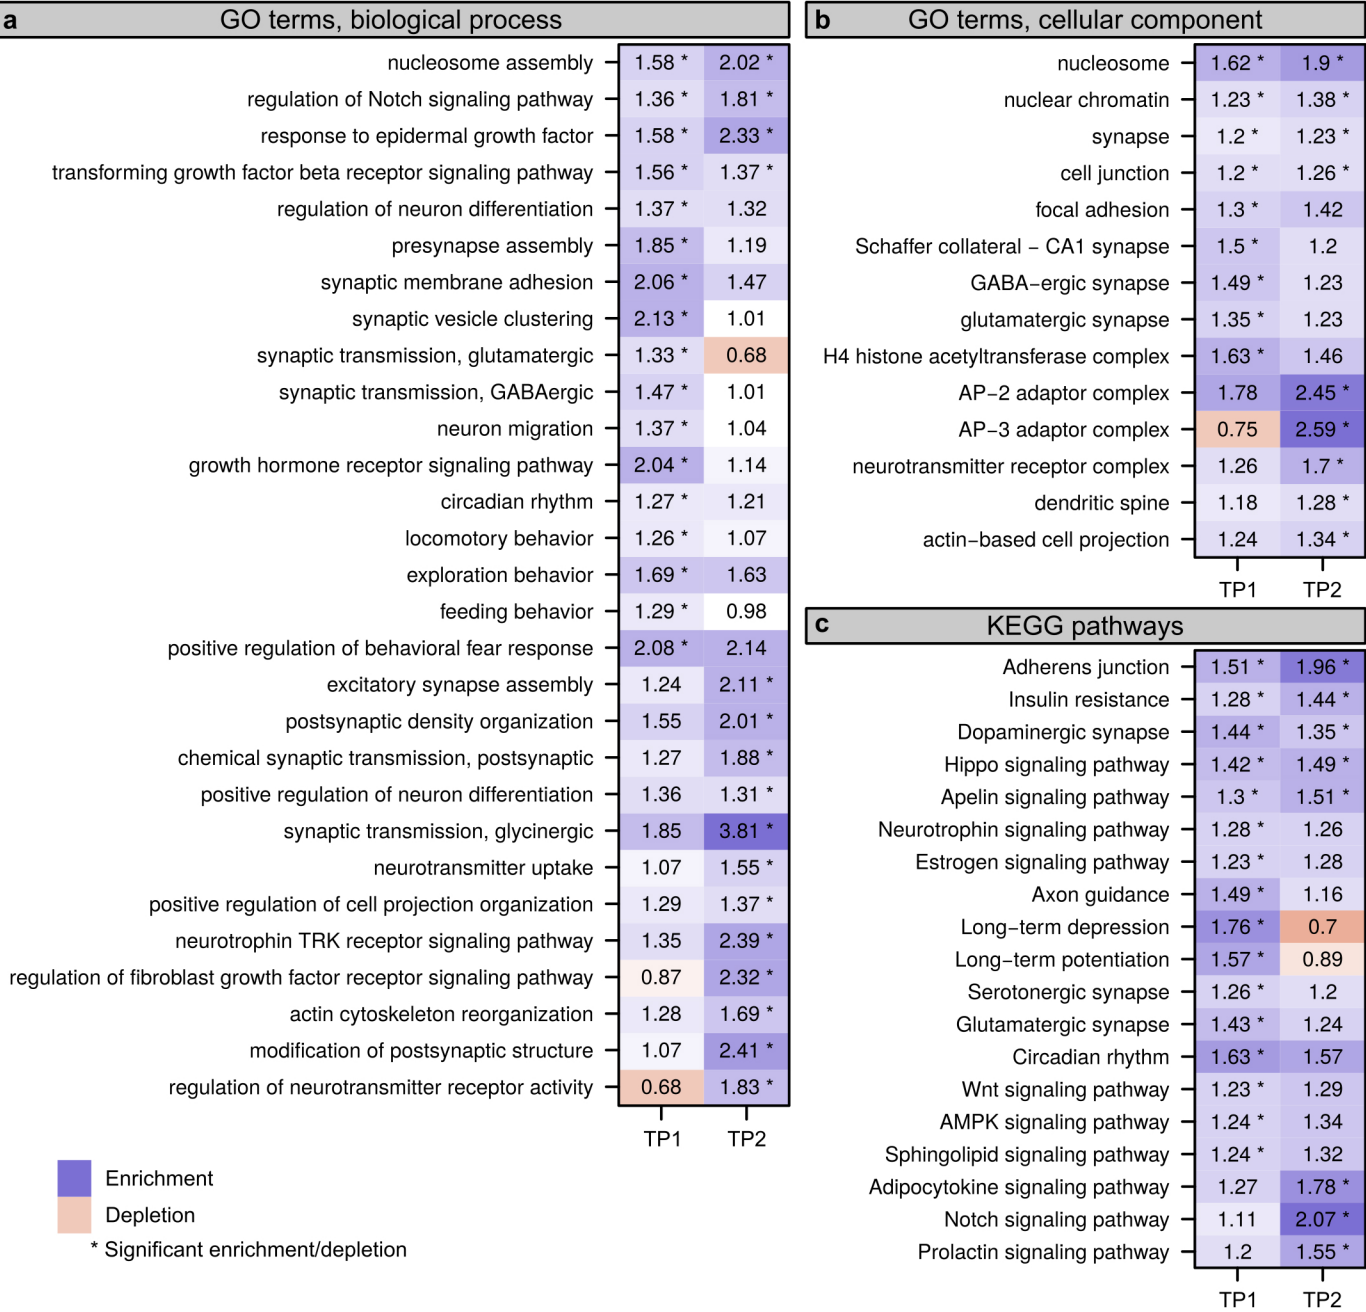 a GO terms, biological process
nucleosome assembly 1.58 * 2.02 *
regulation of Notch signaling pathway 1.36 * 1.81 *
response to epidermal growth factor 1.58 * 2.33 *
transforming growth factor beta receptor signaling pathway 1.56 * 1.37 *
regulation of neuron differentiation 1.37 * 1.32
presynapse assembly 1.85 * 1.19
synaptic membrane adhesion 2.06 * 1.47
synaptic vesicle clustering 2.13 * 1.01
synaptic transmission, glutamatergic 1.33 * 0.68
synaptic transmission, GABAergic 1.47 * 1.01
neuron migration 1.37 * 1.04
growth hormone receptor signaling pathway 2.04 * 1.14
circadian rhythm 1.27 * 1.21
locomotory behavior 1.26 * 1.07
exploration behavior 1.69 * 1.63
feeding behavior 1.29 * 0.98
positive regulation of behavioral fear response 2.08 * 2.14
excitatory synapse assembly 1.24 2.11 *
postsynaptic density organization 1.55 2.01 *
chemical synaptic transmission, postsynaptic 1.27 1.88 *
positive regulation of neuron differentiation 1.36 1.31 *
synaptic transmission, glycinergic 1.85 3.81 *
neurotransmitter uptake 1.07 1.55 *
positive regulation of cell projection organization 1.29 1.37 *
neurotrophin TRK receptor signaling pathway 1.35 2.39 *
regulation of fibroblast growth factor receptor signaling pathway 0.87 2.32 *
actin cytoskeleton reorganization 1.28 1.69 *
modification of postsynaptic structure 1.07 2.41 *
regulation of neurotransmitter receptor activity 0.68 1.83 *
TP1 TP2
Enrichment
Depletion
* Significant enrichment/depletion
b GO terms, cellular component
nucleosome 1.62 * 1.9 *
nuclear chromatin 1.23 * 1.38 *
synapse 1.2 * 1.23 *
cell junction 1.2 * 1.26 *
focal adhesion 1.3 * 1.42
Schaffer collateral − CA1 synapse 1.5 * 1.2
GABA−ergic synapse 1.49 * 1.23
glutamatergic synapse 1.35 * 1.23
H4 histone acetyltransferase complex 1.63 * 1.46
AP−2 adaptor complex 1.78 2.45 *
AP−3 adaptor complex 0.75 2.59 *
neurotransmitter receptor complex 1.26 1.7 *
dendritic spine 1.18 1.28 *
actin−based cell projection 1.24 1.34 *
TP1 TP2
c KEGG pathways
Adherens junction 1.51 * 1.96 *
Insulin resistance 1.28 * 1.44 *
Dopaminergic synapse 1.44 * 1.35 *
Hippo signaling pathway 1.42 * 1.49 *
Apelin signaling pathway 1.3 * 1.51 *
Neurotrophin signaling pathway 1.28 * 1.26
Estrogen signaling pathway 1.23 * 1.28
Axon guidance 1.49 * 1.16
Long−term depression 1.76 * 0.7
Long−term potentiation 1.57 * 0.89
Serotonergic synapse 1.26 * 1.2
Glutamatergic synapse 1.43 * 1.24
Circadian rhythm 1.63 * 1.57
Wnt signaling pathway 1.23 * 1.29
AMPK signaling pathway 1.24 * 1.34
Sphingolipid signaling pathway 1.24 * 1.32
Adipocytokine signaling pathway 1.27 1.78 *
Notch signaling pathway 1.11 2.07 *
Prolactin signaling pathway 1.2 1.55 *
TP1 TP2